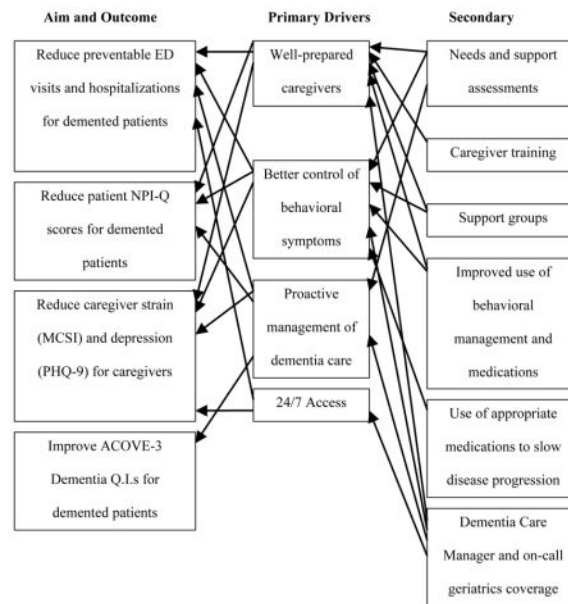 Aim and Outcome
Reduce preventable ED
visits and hospitalizations
for demented patients
Reduce patient NPI-Q
scores for demented
patients
Reduce caregiver strain
(MCSI) and depression
(PHQ-9) for caregivers
Improve ACOVE-3
Dementia Q.I.s for
demented patients
Primary Drivers
Well-prepared
caregivers
Better control of
behavioral
symptoms
Proactive
management of
dementia care
24/7 Access
Secondary
Needs and support
assessments
Caregiver training
Support groups
Improved use of
behavioral
management and
medications
Use of appropriate
medications to slow
disease progression
Dementia Care
Manager and on-call
geriatrics coverage